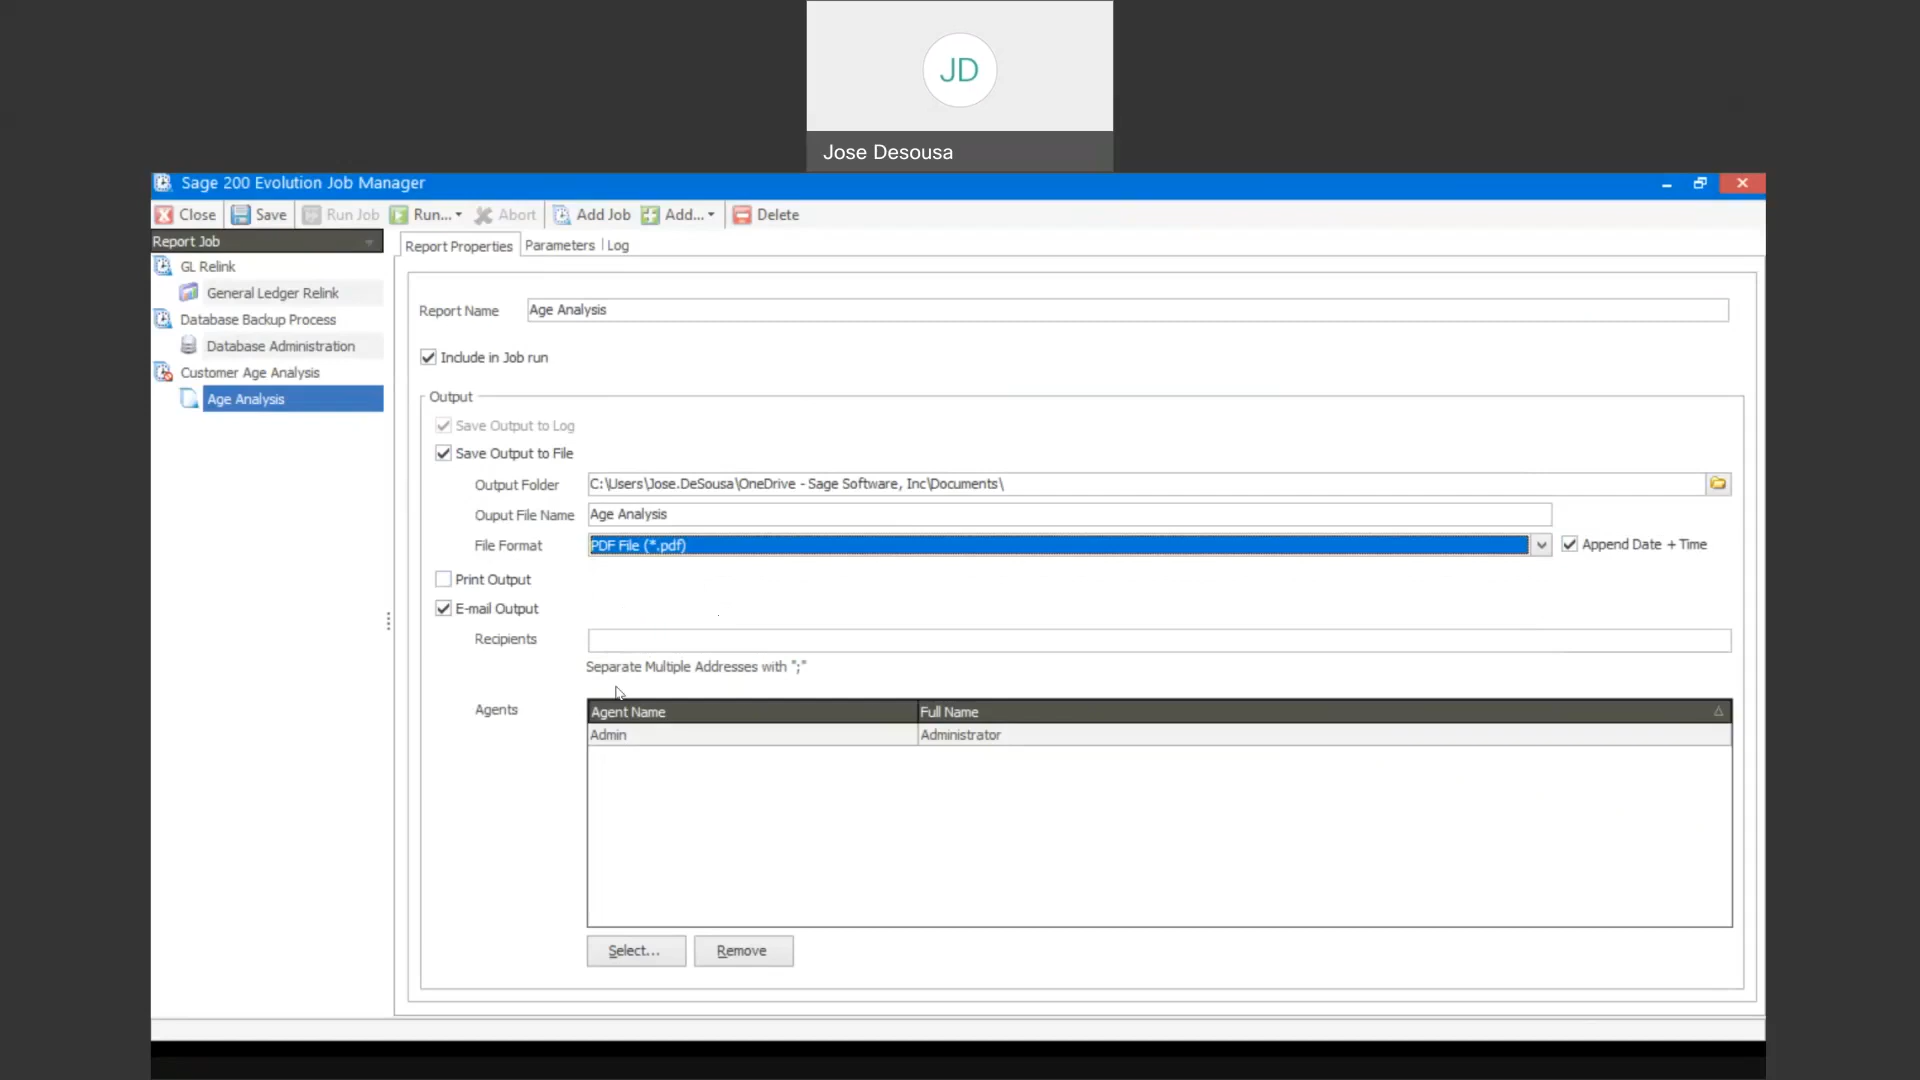 JD
Jose Desousa
Sage 200 Evolution Job Manager
Close Save Run Job Run... Abort Add Job Add... Delete
Report Job
GL Relink
General Ledger Relink
Database Backup Process
Database Administration
Customer Age Analysis
Age Analysis
Report Properties Parameters Log
Report Name Age Analysis
Include in Job run
Output
Save Output to Log
Save Output to File
Output Folder C:\Users\Jose.DeSousa\OneDrive - Sage Software, Inc\Documents\
Ouput File Name Age Analysis
File Format PDF File (*.pdf) Append Date + Time
Print Output
E-mail Output
Recipients
Separate Multiple Addresses with ";"
Agents Agent Name Full Name
Admin Administrator
Select... Remove